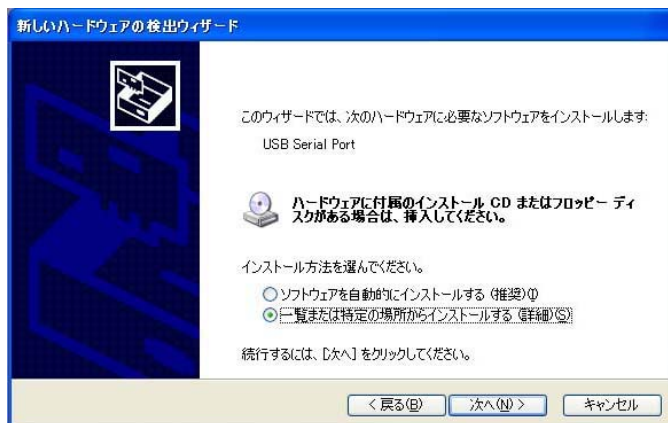 新しいハードウェアの検出ウィザード
このウィザードでは、次のハードウェアに必要なソフトウェアをインストールします:
USB Serial Port
ハードウェアに付属のインストール CD またはフロッピー ディ
スクがある場合は、挿入してください。
インストール方法を選んでください。
ソフトウェアを自動的にインストールする (推奨)(I)
一覧または特定の場所からインストールする (詳細)(S)
続行するには、[次へ] をクリックしてください。
< 戻る(B)
次へ(N) >
キャンセル